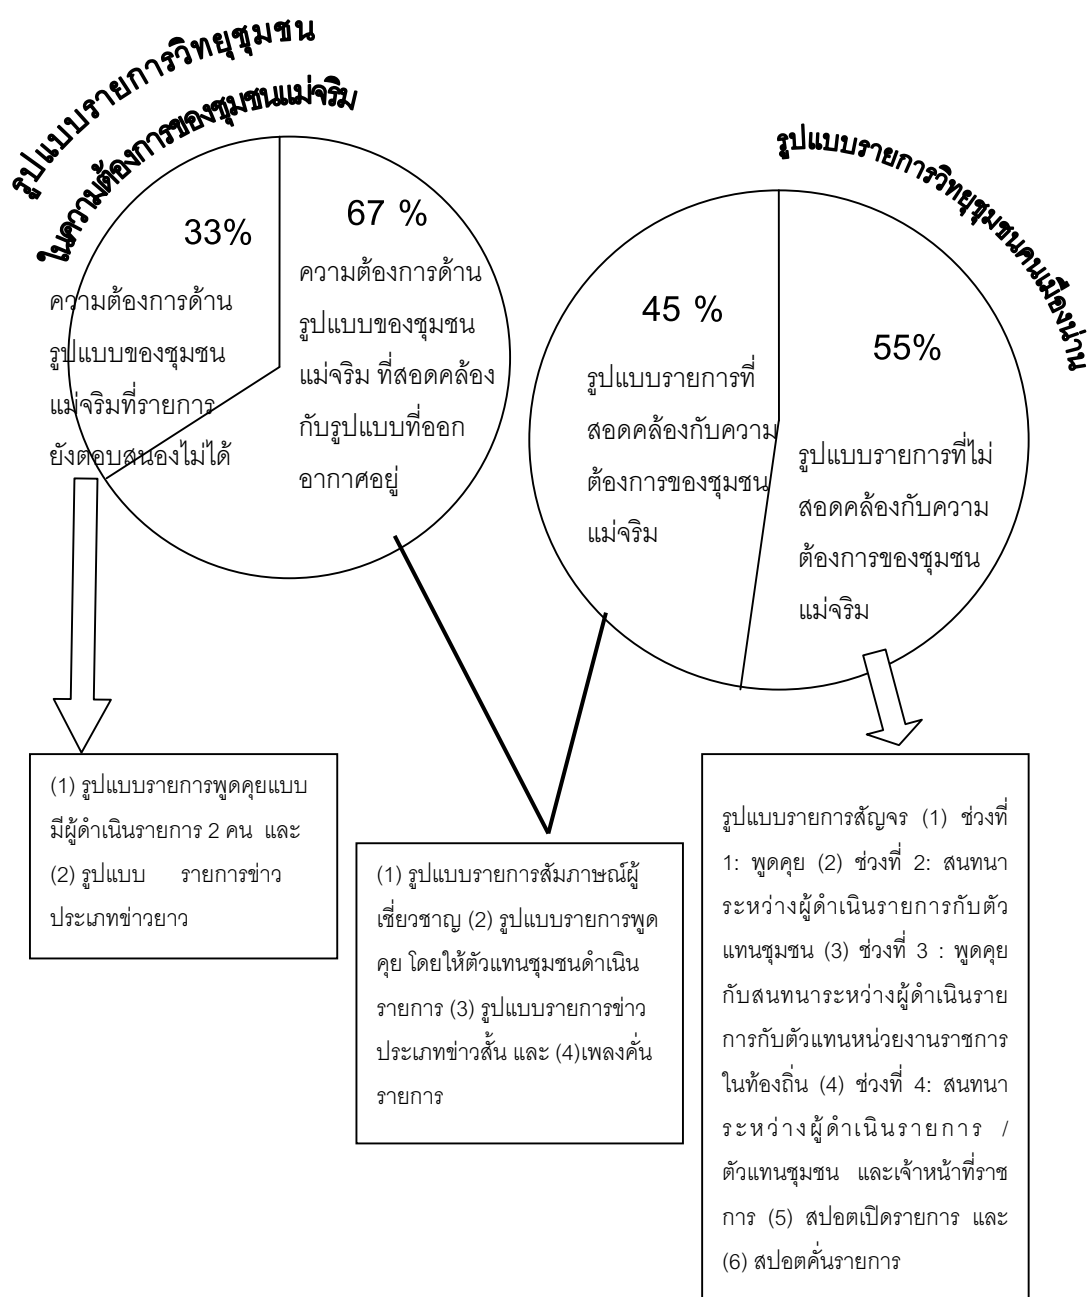 รูปแบบรายการวิทยุชุมชน
ในความต้องการของชุมชนแม่จริม
33%
ความต้องการด้าน
รูปแบบของชุมชน
แม่จริมที่รายการ
ยังตอบสนองไม่ได้
67 %
ความต้องการด้าน
รูปแบบของชุมชน
แม่จริม ที่สอดคล้อง
กับรูปแบบที่ออก
อากาศอยู่
รูปแบบรายการวิทยุชุมชนคนเมืองน่าน
45 %
รูปแบบรายการที่
สอดคล้องกับความ
ต้องการของชุมชน
แม่จริม
55%
รูปแบบรายการที่ไม่
สอดคล้องกับความ
ต้องการของชุมชน
แม่จริม
(1) รูปแบบรายการพูดคุยแบบ
มีผู้ดำเนินรายการ 2 คน และ
(2) รูปแบบ รายการข่าว
ประเภทข่าวยาว
(1) รูปแบบรายการสัมภาษณ์ผู้
เชี่ยวชาญ (2) รูปแบบรายการพูด
คุย โดยให้ตัวแทนชุมชนดำเนิน
รายการ (3) รูปแบบรายการข่าว
ประเภทข่าวสั้น และ (4)เพลงคั่น
รายการ
รูปแบบรายการสัญจร (1) ช่วงที่
1: พูดคุย (2) ช่วงที่ 2: สนทนา
ระหว่างผู้ดำเนินรายการกับตัว
แทนชุมชน (3) ช่วงที่ 3 : พูดคุย
กับสนทนาระหว่างผู้ดำเนินราย
การกับตัวแทนหน่วยงานราชการ
ในท้องถิ่น (4) ช่วงที่ 4: สนทนา
ระหว่างผู้ดำเนินรายการ /
ตัวแทนชุมชน และเจ้าหน้าที่ราช
การ (5) สปอตเปิดรายการ และ
(6) สปอตคั่นรายการ